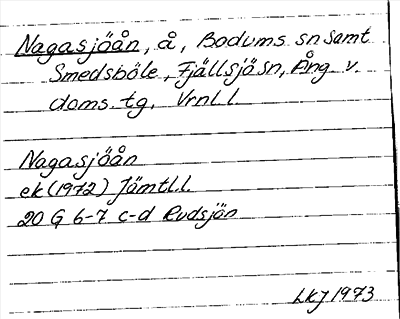 Nagasjöån, å, Bodums sn samt
Smedsböle, Fjällsjö sn, Ång. v.
doms. tg, Vrnl. l.
Nagasjöån
ek (1972) Jämtl.l.
20 G 6-7 c-d Rudsjön
LKJ 1973